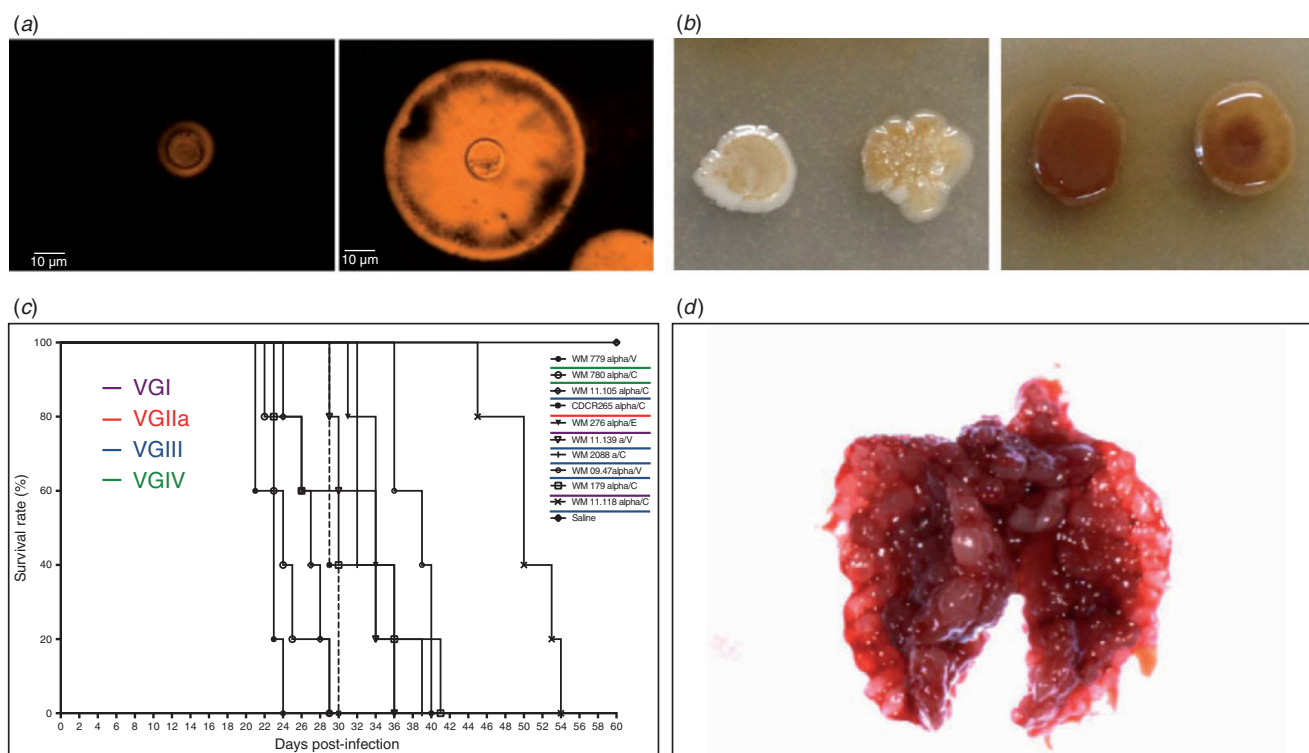 (a)
(b)
10 µm
10 µm
(c)
(d)
100
80
60
40
20
0
Survival rate (%)
VGI
VGIIa
VGIII
VGIV
WM 779 alpha/V
WM 780 alpha/C
WM 11.105 alpha/C
CDCR265 alpha/C
WM 276 alpha/E
WM 11.139 a/V
WM 2088 a/C
WM 09.47alpha/V
WM 179 alpha/C
WM 11.118 alpha/C
Saline
0 2 4 6 8 10 12 14 16 18 20 22 24 26 28 30 32 34 36 38 40 42 44 46 48 50 52 54 56 58 60
Days post-infection